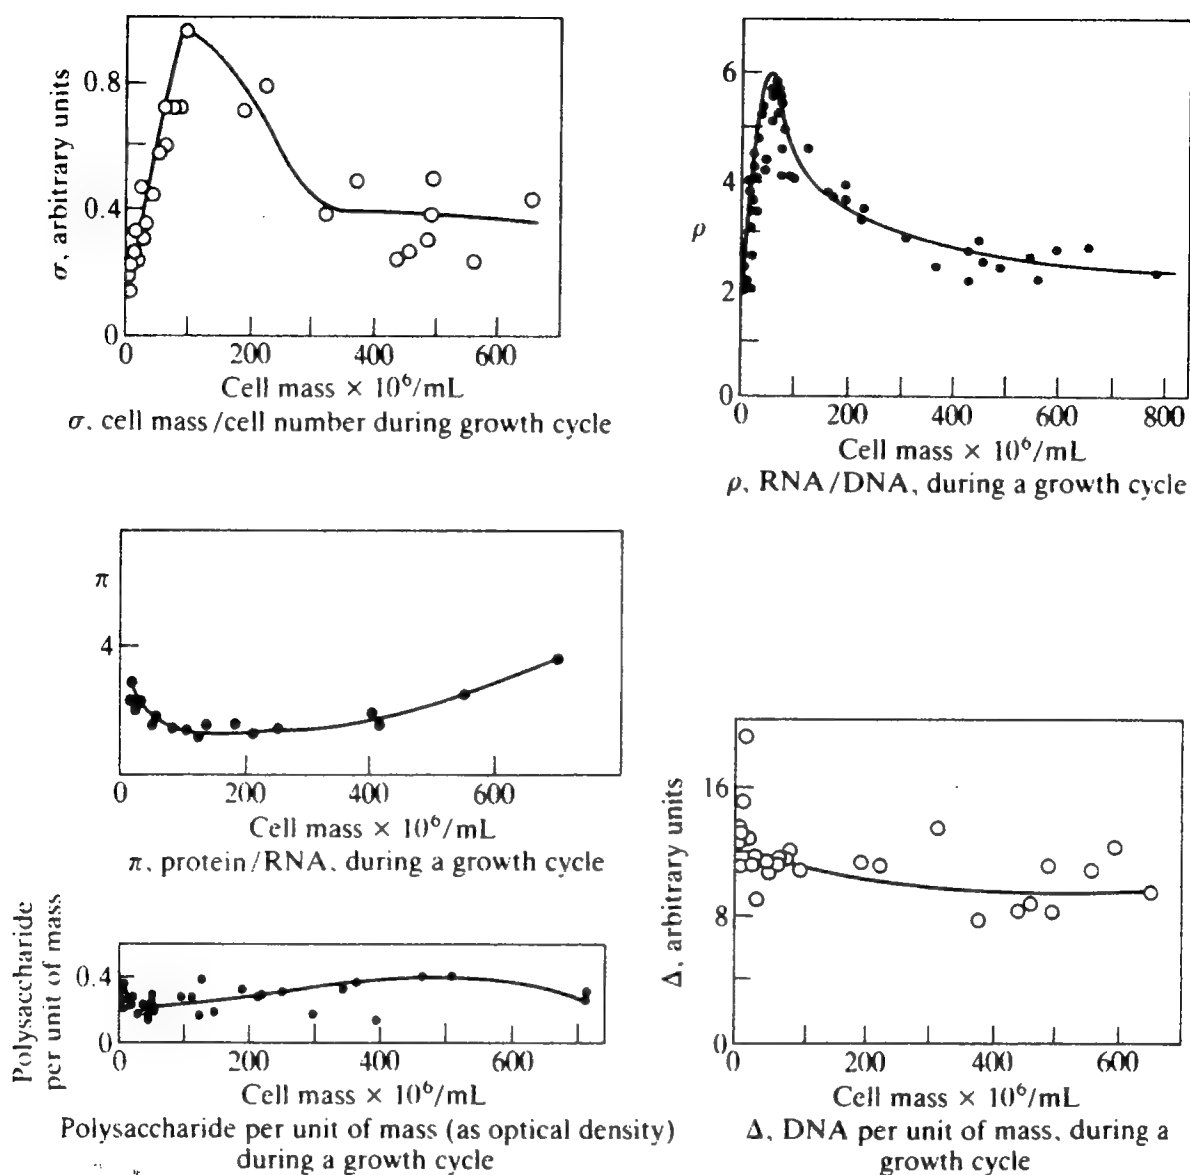 σ, arbitrary units
0.8
0.4
0
0 200 400 600
Cell mass × 10⁶/mL
σ, cell mass/cell number during growth cycle
ρ
6
4
2
0
0 200 400 600 800
Cell mass × 10⁶/mL
ρ, RNA/DNA, during a growth cycle
π
4
0 200 400 600
Cell mass × 10⁶/mL
π, protein/RNA, during a growth cycle
Polysaccharide
per unit of mass
0.4
0
0 200 400 600
Cell mass × 10⁶/mL
Polysaccharide per unit of mass (as optical density)
during a growth cycle
Δ, arbitrary units
16
8
0
0 200 400 600
Cell mass × 10⁶/mL
Δ, DNA per unit of mass, during a
growth cycle